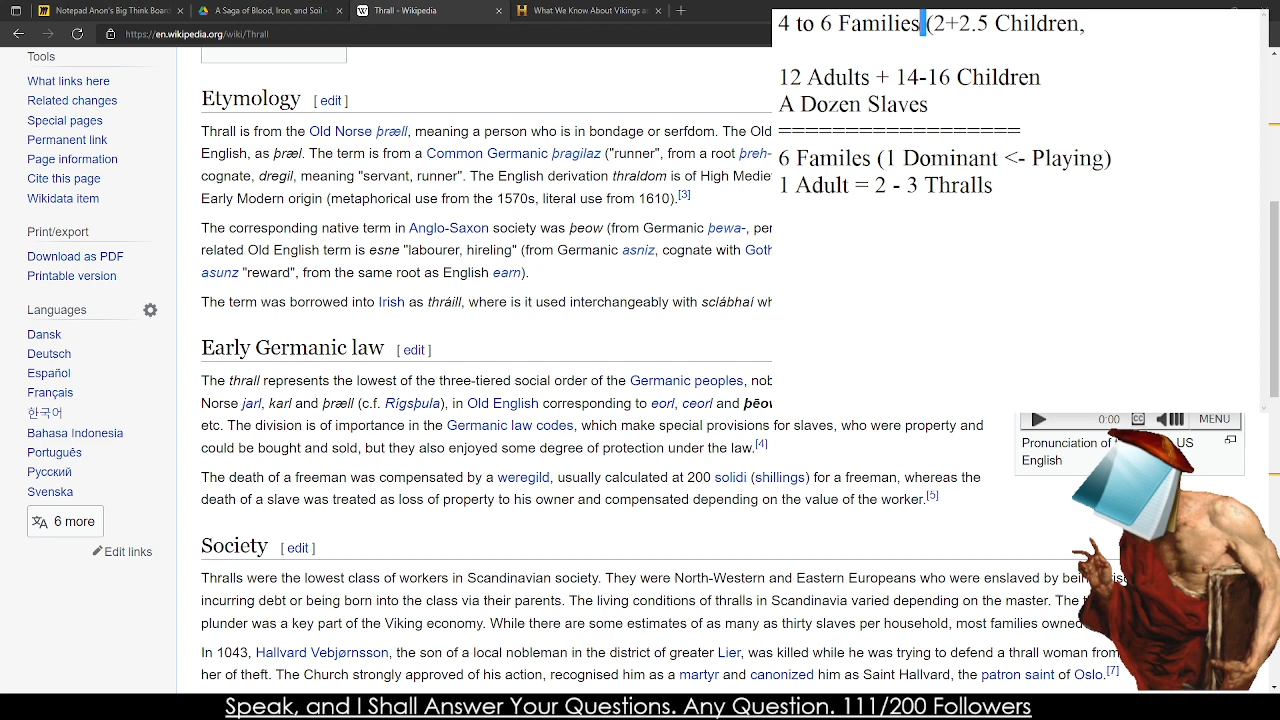 Notepad Anon's Big Think Board
A Saga of Blood, Iron, and Soil -
Thrall - Wikipedia
What We Know About Vikings a
https://en.wikipedia.org/wiki/Thrall
4 to 6 Families (2+2.5 Children,
12 Adults + 14-16 Children
A Dozen Slaves
==================
6 Familes (1 Dominant <- Playing)
1 Adult = 2 - 3 Thralls
Tools
What links here
Related changes
Special pages
Permanent link
Page information
Cite this page
Wikidata item
Print/export
Download as PDF
Printable version
Languages
Dansk
Deutsch
Español
Français
한국어
Bahasa Indonesia
Português
Русский
Svenska
6 more
Edit links
Etymology [ edit ]
Thrall is from the Old Norse þræll, meaning a person who is in bondage or serfdom. The Old
English, as þræl. The term is from a Common Germanic þragilaz ("runner", from a root þreh-
cognate, dregil, meaning "servant, runner". The English derivation thraldom is of High Medie
Early Modern origin (metaphorical use from the 1570s, literal use from 1610).[3]
The corresponding native term in Anglo-Saxon society was þeow (from Germanic þewa-, per
related Old English term is esne "labourer, hireling" (from Germanic asniz, cognate with Goth
asunz "reward", from the same root as English earn).
The term was borrowed into Irish as thráill, where is it used interchangeably with sclábhaí wh
Early Germanic law [ edit ]
The thrall represents the lowest of the three-tiered social order of the Germanic peoples, nob
Norse jarl, karl and þræll (c.f. Rígsþula), in Old English corresponding to eorl, ceorl and þēow
etc. The division is of importance in the Germanic law codes, which make special provisions for slaves, who were property and
could be bought and sold, but they also enjoyed some degree of protection under the law.[4]
The death of a freeman was compensated by a weregild, usually calculated at 200 solidi (shillings) for a freeman, whereas the
death of a slave was treated as loss of property to his owner and compensated depending on the value of the worker.[5]
0:00 CC MENU
Pronunciation of US
English
Society [ edit ]
Thralls were the lowest class of workers in Scandinavian society. They were North-Western and Eastern Europeans who were enslaved by being
incurring debt or being born into the class via their parents. The living conditions of thralls in Scandinavia varied depending on the master. The
plunder was a key part of the Viking economy. While there are some estimates of as many as thirty slaves per household, most families owned
In 1043, Hallvard Vebjørnsson, the son of a local nobleman in the district of greater Lier, was killed while he was trying to defend a thrall woman from
her of theft. The Church strongly approved of his action, recognised him as a martyr and canonized him as Saint Hallvard, the patron saint of Oslo.[7]
Speak, and I Shall Answer Your Questions. Any Question. 111/200 Followers